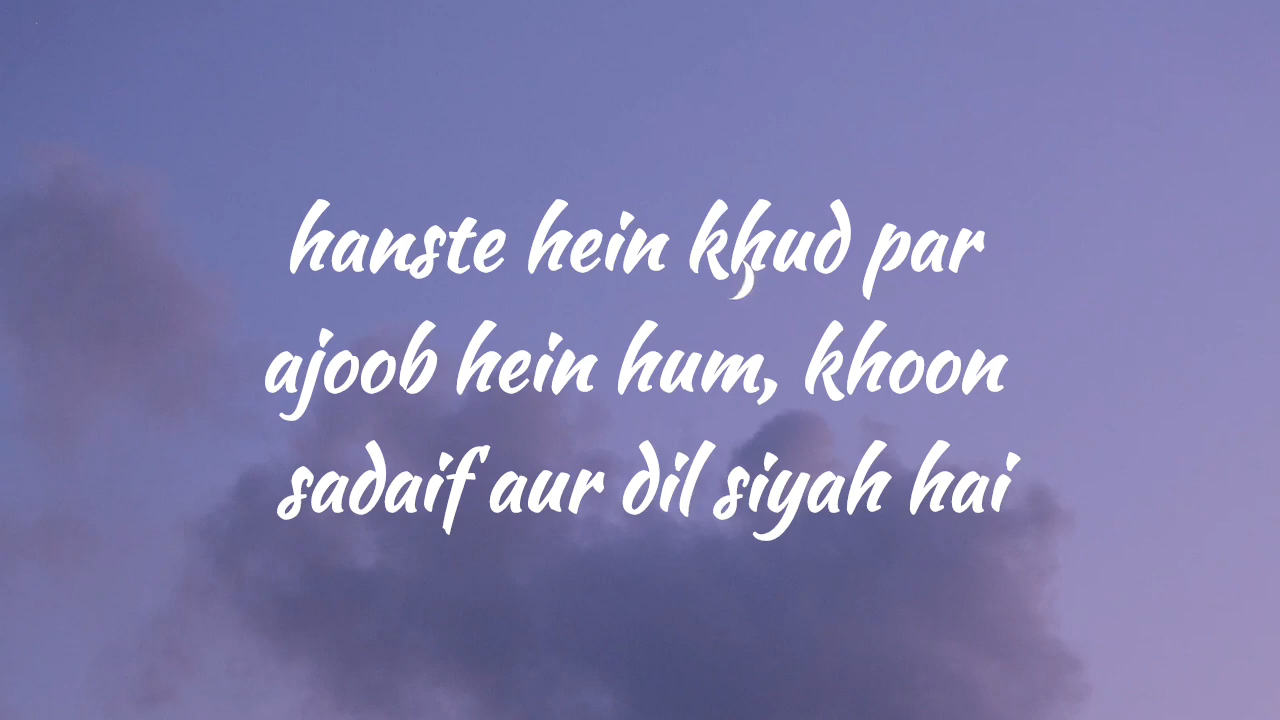 hanste hein khud par
ajoob hein hum, khoon
sadaif aur dil siyah hai